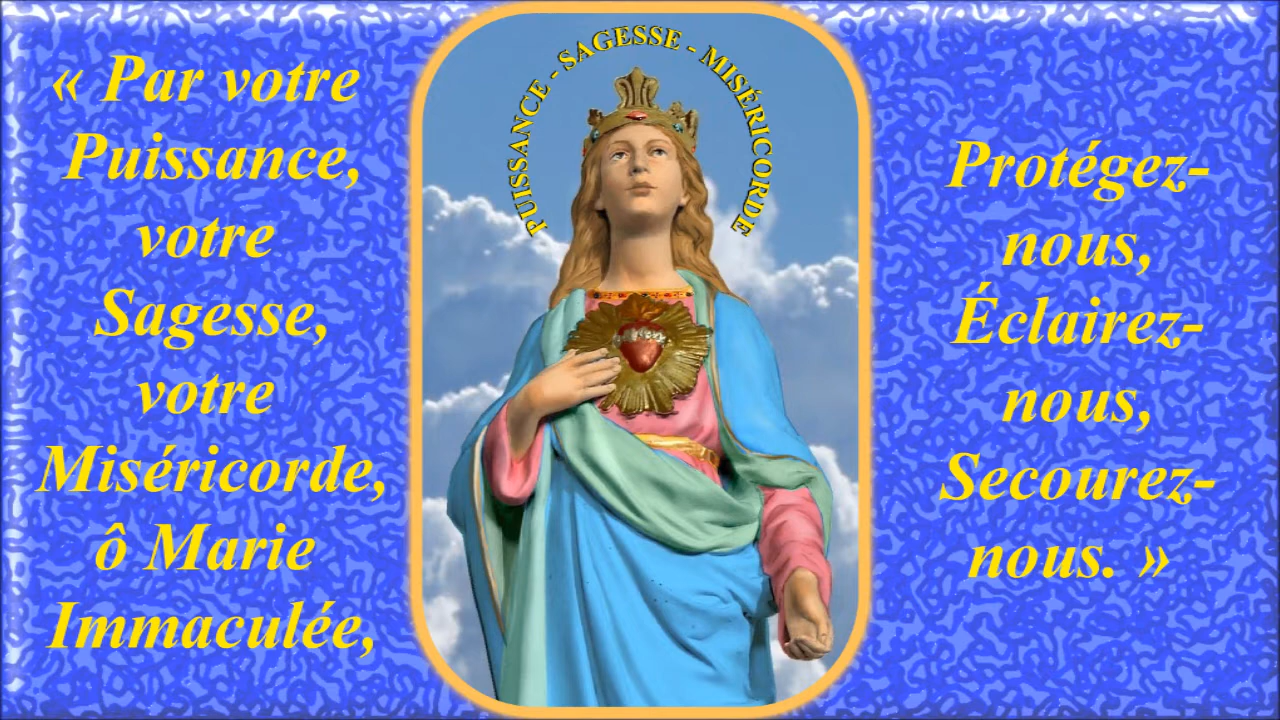 « Par votre
Puissance,
votre
Sagesse,
votre
Miséricorde,
ô Marie
Immaculée,
PUISSANCE - SAGESSE - MISÉRICORDE
Protégez-
nous,
Éclairez-
nous,
Secourez-
nous. »